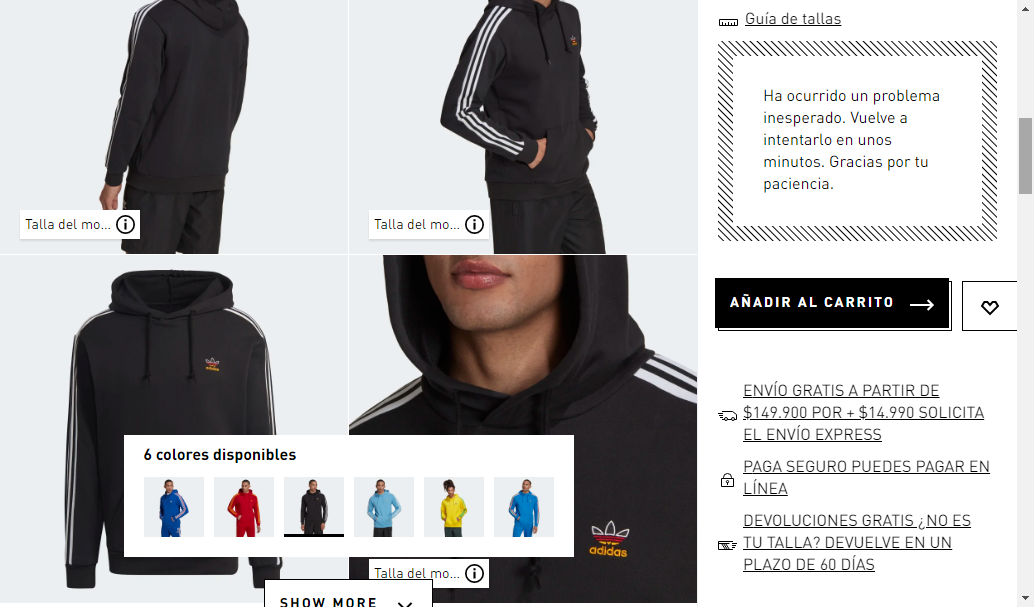 Guía de tallas
Ha ocurrido un problema
inesperado. Vuelve a
intentarlo en unos
minutos. Gracias por tu
paciencia.
Talla del mo...
Talla del mo...
AÑADIR AL CARRITO
adidas
ENVÍO GRATIS A PARTIR DE
$149.900 POR + $14.990 SOLICITA
EL ENVÍO EXPRESS
PAGA SEGURO PUEDES PAGAR EN
LÍNEA
DEVOLUCIONES GRATIS ¿NO ES
TU TALLA? DEVUELVE EN UN
PLAZO DE 60 DÍAS
6 colores disponibles
adidas
Talla del mo...
SHOW MORE